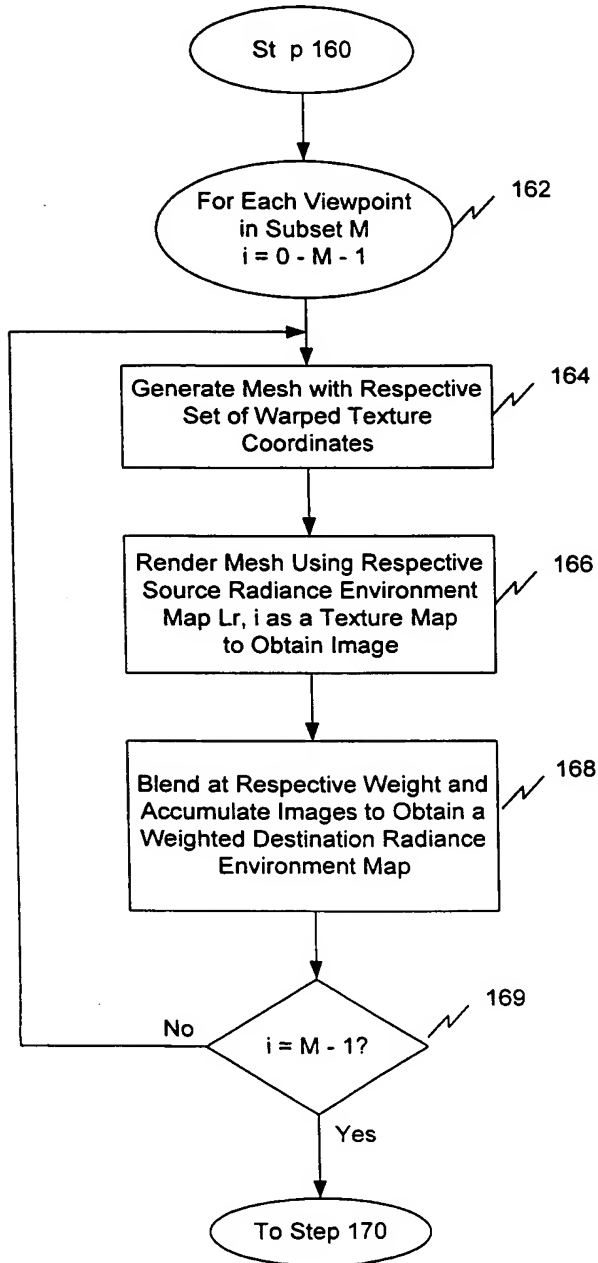 St p 160
For Each Viewpoint
in Subset M
i = 0 - M - 1
162
Generate Mesh with Respective
Set of Warped Texture
Coordinates
164
Render Mesh Using Respective
Source Radiance Environment
Map Lr, i as a Texture Map
to Obtain Image
166
Blend at Respective Weight and
Accumulate Images to Obtain a
Weighted Destination Radiance
Environment Map
168
No
i = M - 1?
169
Yes
To Step 170